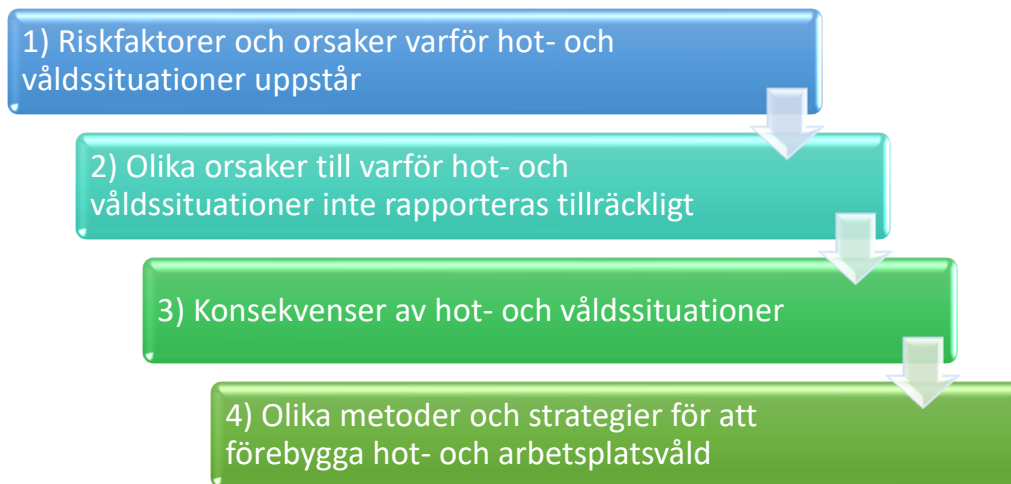 1) Riskfaktorer och orsaker varför hot- och
våldssituationer uppstår
2) Olika orsaker till varför hot- och
våldssituationer inte rapporteras tillräckligt
3) Konsekvenser av hot- och våldssituationer
4) Olika metoder och strategier för att
förebygga hot- och arbetsplatsvåld